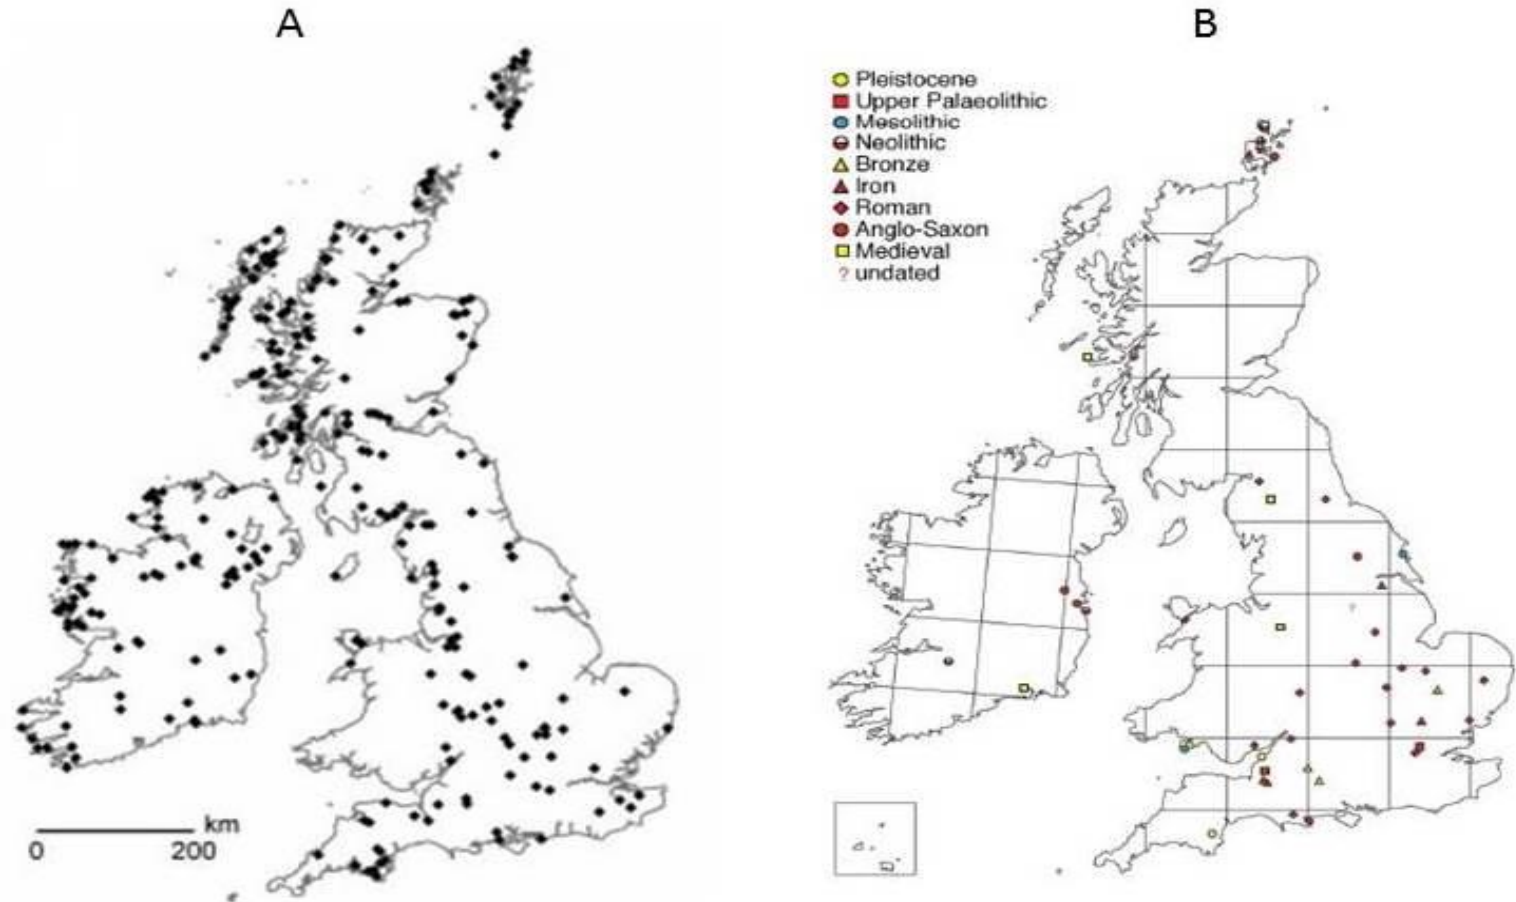 A
B
Pleistocene
Upper Palaeolithic
Mesolithic
Neolithic
Bronze
Iron
Roman
Anglo-Saxon
Medieval
? undated
km
0 200